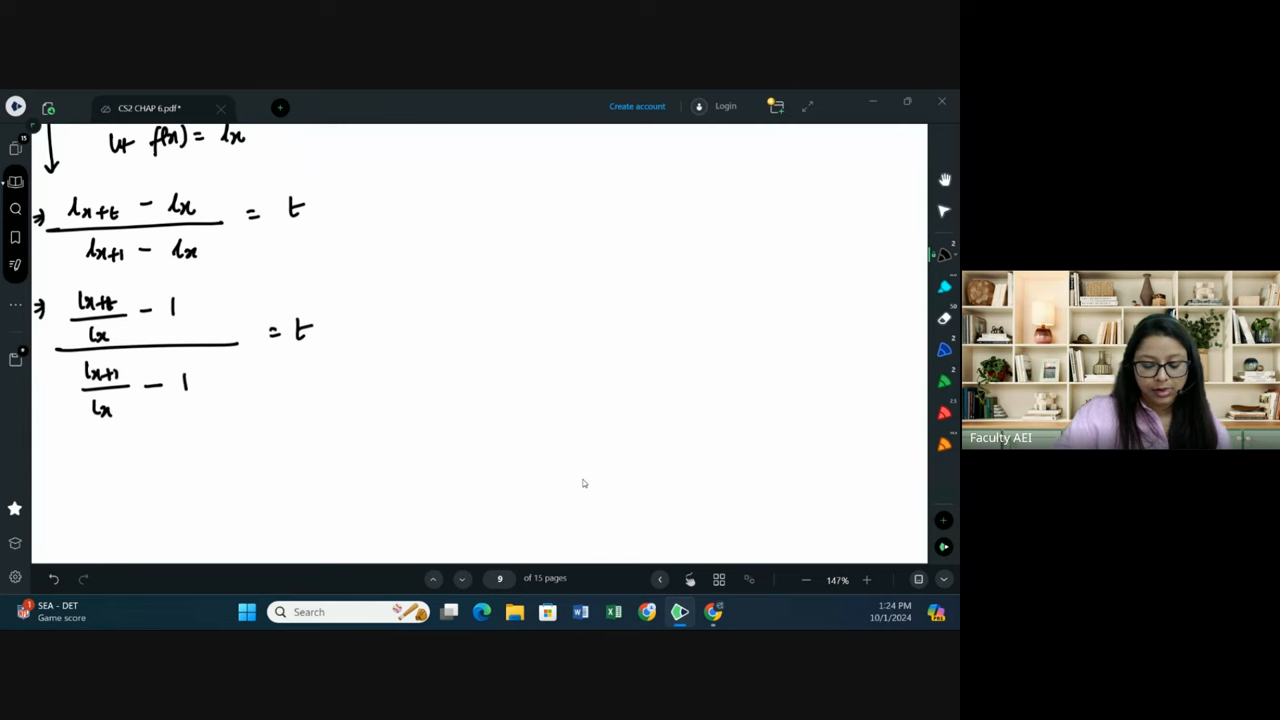 CS2 CHAP 6.pdf*
Create account
Login
15
let f(x) = lx
⇒ lx+t - lx / lx+1 - lx = t
⇒ (lx+t / lx - 1) / (lx+1 / lx - 1) = t
9 of 15 pages
147%
Faculty AEI
SEA - DET
Game score
Search
1:24 PM
10/1/2024